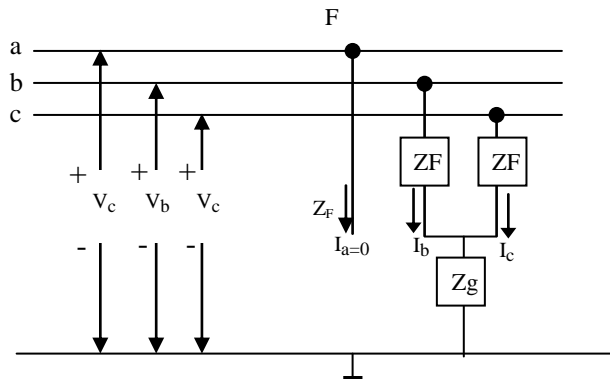 F
a
b
c
ZF ZF
+ + +
V_c V_b V_c
Z_F
- - -
I_a=0 I_b I_c
Zg